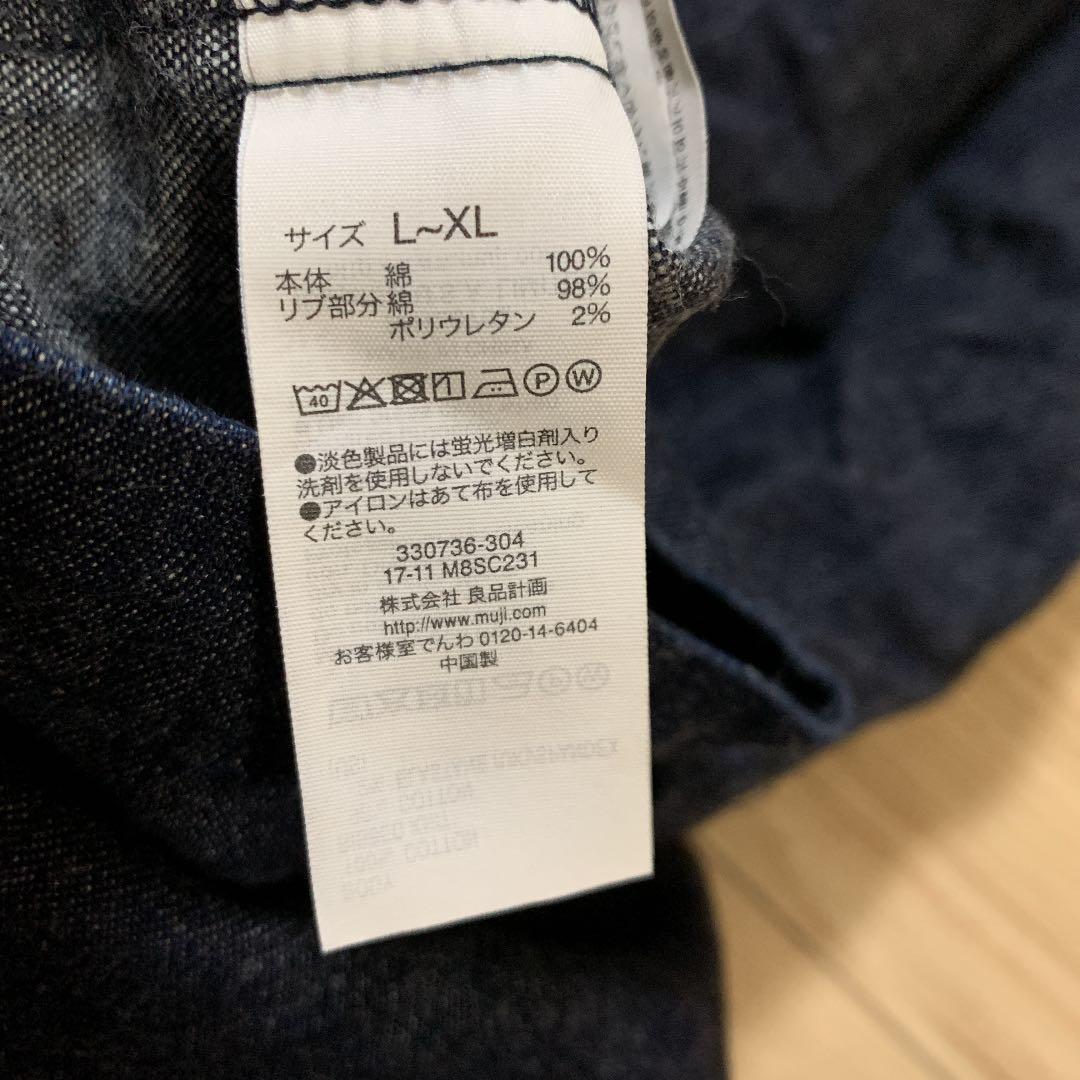 サイズ L~XL
本体 綿 100%
リブ部分 綿 98%
ポリウレタン 2%
40 1 P W
●淡色製品には蛍光増白剤入り
洗剤を使用しないでください。
●アイロンはあて布を使用して
ください。
330736-304
17-11 M8SC231
株式会社 良品計画
http://www.muji.com
お客様室でんわ 0120-14-6404
中国製